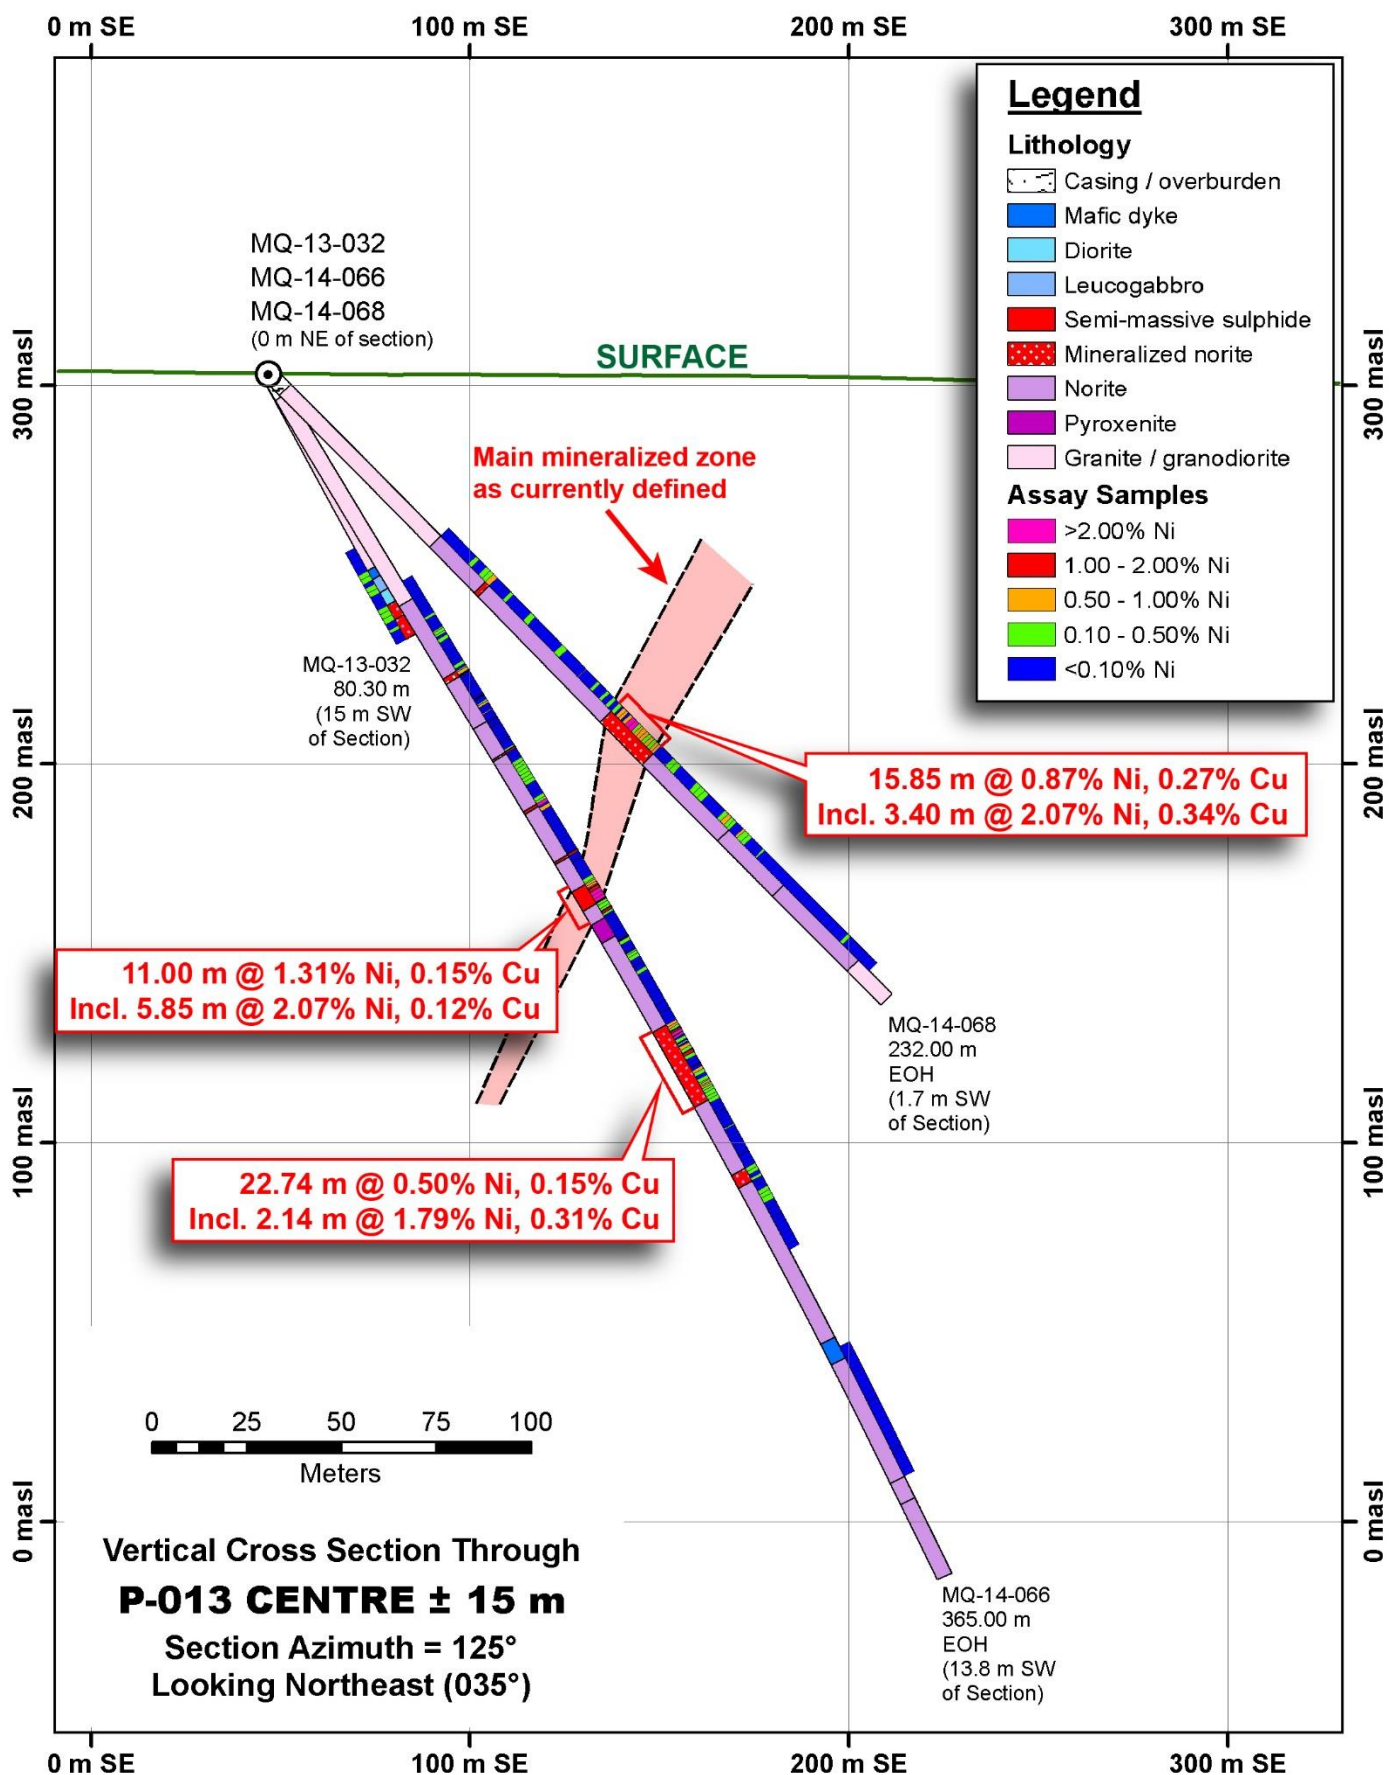 0 m SE
100 m SE
200 m SE
300 m SE
Legend
Lithology
Casing / overburden
Mafic dyke
Diorite
Leucogabbro
Semi-massive sulphide
Mineralized norite
Norite
Pyroxenite
Granite / granodiorite
Assay Samples
>2.00% Ni
1.00 - 2.00% Ni
0.50 - 1.00% Ni
0.10 - 0.50% Ni
<0.10% Ni
MQ-13-032
MQ-14-066
MQ-14-068
(0 m NE of section)
SURFACE
300 masl
300 masl
Main mineralized zone
as currently defined
MQ-13-032
80.30 m
(15 m SW
of Section)
200 masl
200 masl
15.85 m @ 0.87% Ni, 0.27% Cu
Incl. 3.40 m @ 2.07% Ni, 0.34% Cu
11.00 m @ 1.31% Ni, 0.15% Cu
Incl. 5.85 m @ 2.07% Ni, 0.12% Cu
MQ-14-068
232.00 m
EOH
(1.7 m SW
of Section)
100 masl
100 masl
22.74 m @ 0.50% Ni, 0.15% Cu
Incl. 2.14 m @ 1.79% Ni, 0.31% Cu
0 25 50 75 100
Meters
0 masl
0 masl
Vertical Cross Section Through
P-013 CENTRE ± 15 m
Section Azimuth = 125°
Looking Northeast (035°)
MQ-14-066
365.00 m
EOH
(13.8 m SW
of Section)
0 m SE
100 m SE
200 m SE
300 m SE